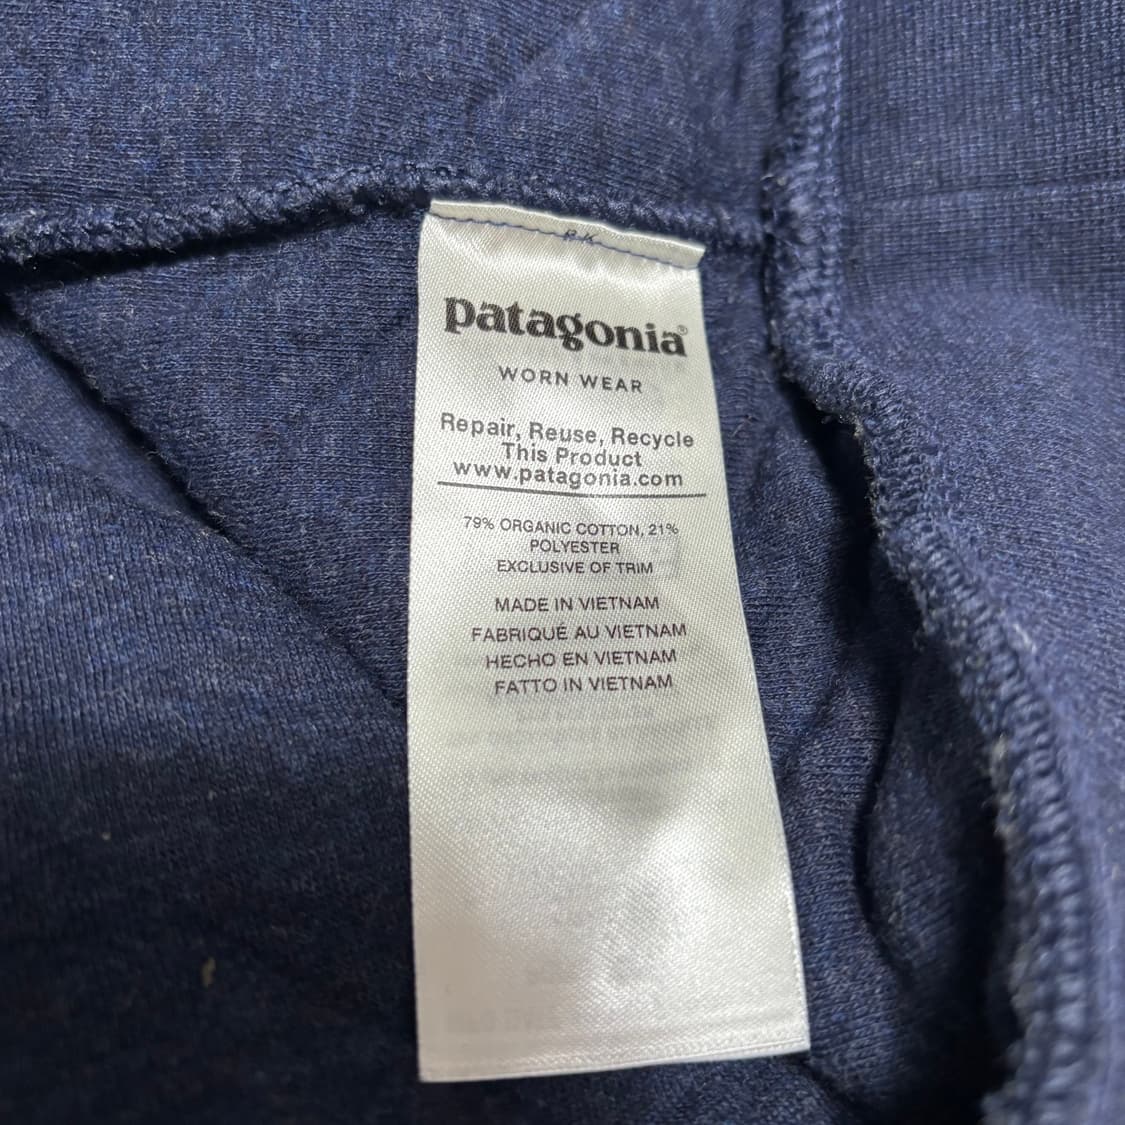 patagonia®
WORN WEAR
Repair, Reuse, Recycle
This Product
www.patagonia.com
79% ORGANIC COTTON, 21%
POLYESTER
EXCLUSIVE OF TRIM
MADE IN VIETNAM
FABRIQUÉ AU VIETNAM
HECHO EN VIETNAM
FATTO IN VIETNAM